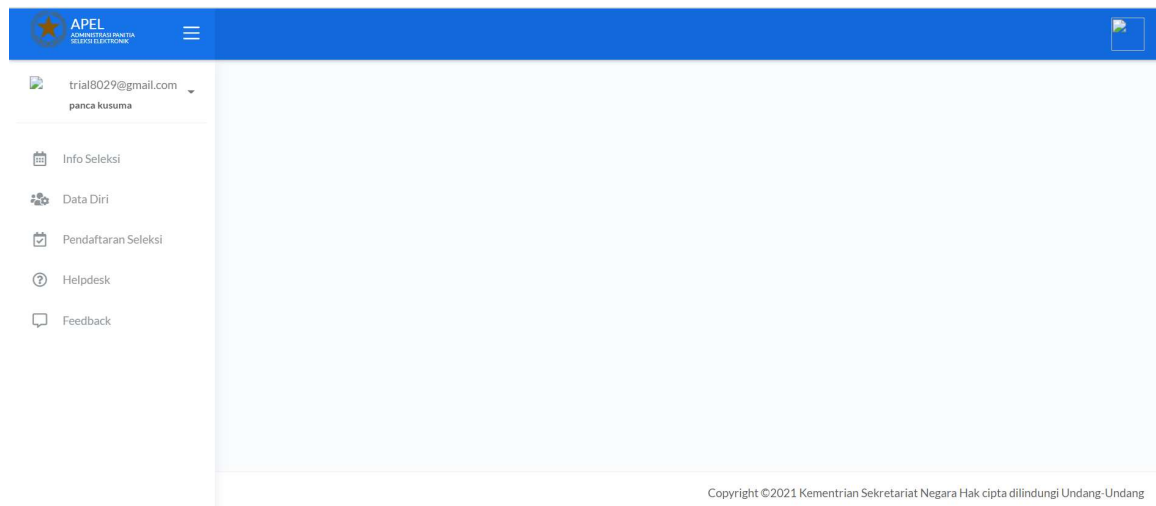 APEL
ADMINISTRASI PANITIA
SELEKSI ELEKTRONIK
trial8029@gmail.com
panca kusuma
Info Seleksi
Data Diri
Pendaftaran Seleksi
Helpdesk
Feedback
Copyright ©2021 Kementrian Sekretariat Negara Hak cipta dilindungi Undang-Undang